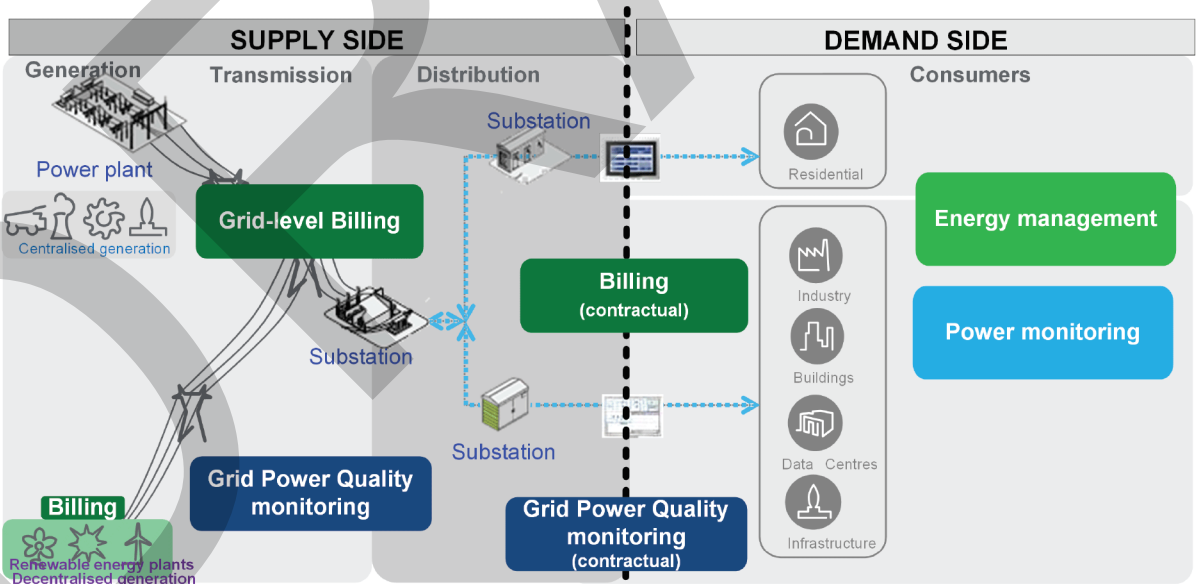 SUPPLY SIDE
DEMAND SIDE
Generation
Transmission
Distribution
Consumers
Power plant
Centralised generation
Grid-level Billing
Substation
Substation
Substation
Residential
Billing
(contractual)
Industry
Buildings
Data Centres
Infrastructure
Energy management
Power monitoring
Grid Power Quality
monitoring
Grid Power Quality
monitoring
(contractual)
Billing
Renewable energy plants
Decentralised generation